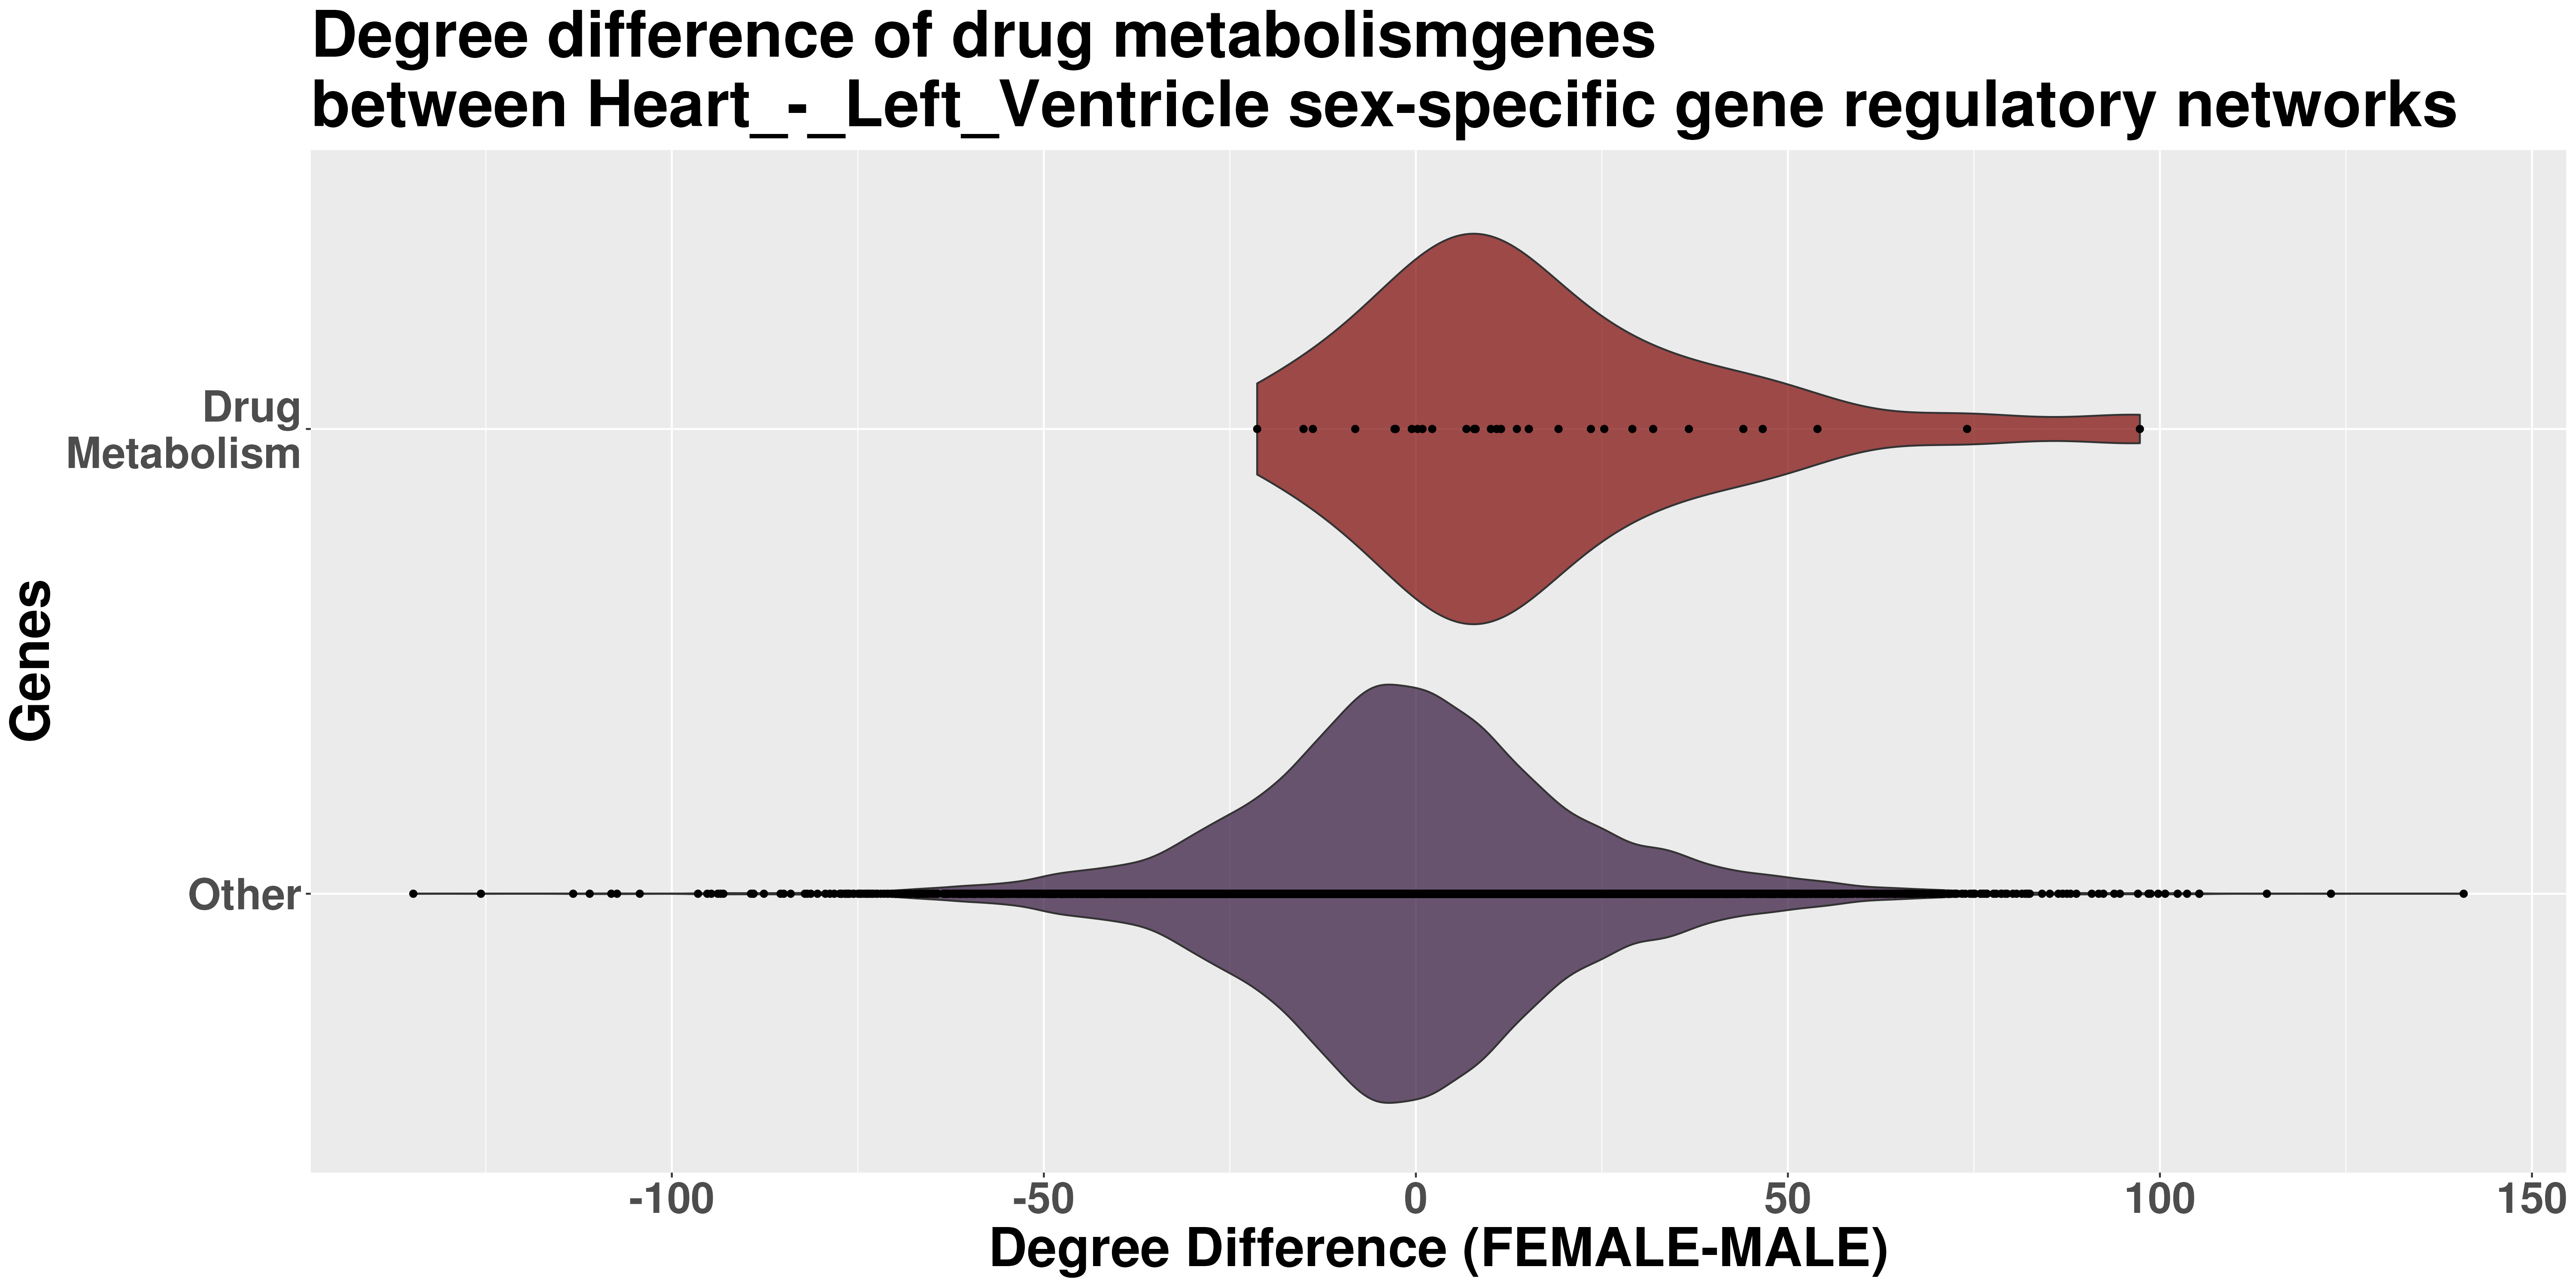 Degree difference of drug metabolismgenes
between Heart_-_Left_Ventricle sex-specific gene regulatory networks
Genes
Drug
Metabolism
Other
-100
-50
0
50
100
150
Degree Difference (FEMALE-MALE)